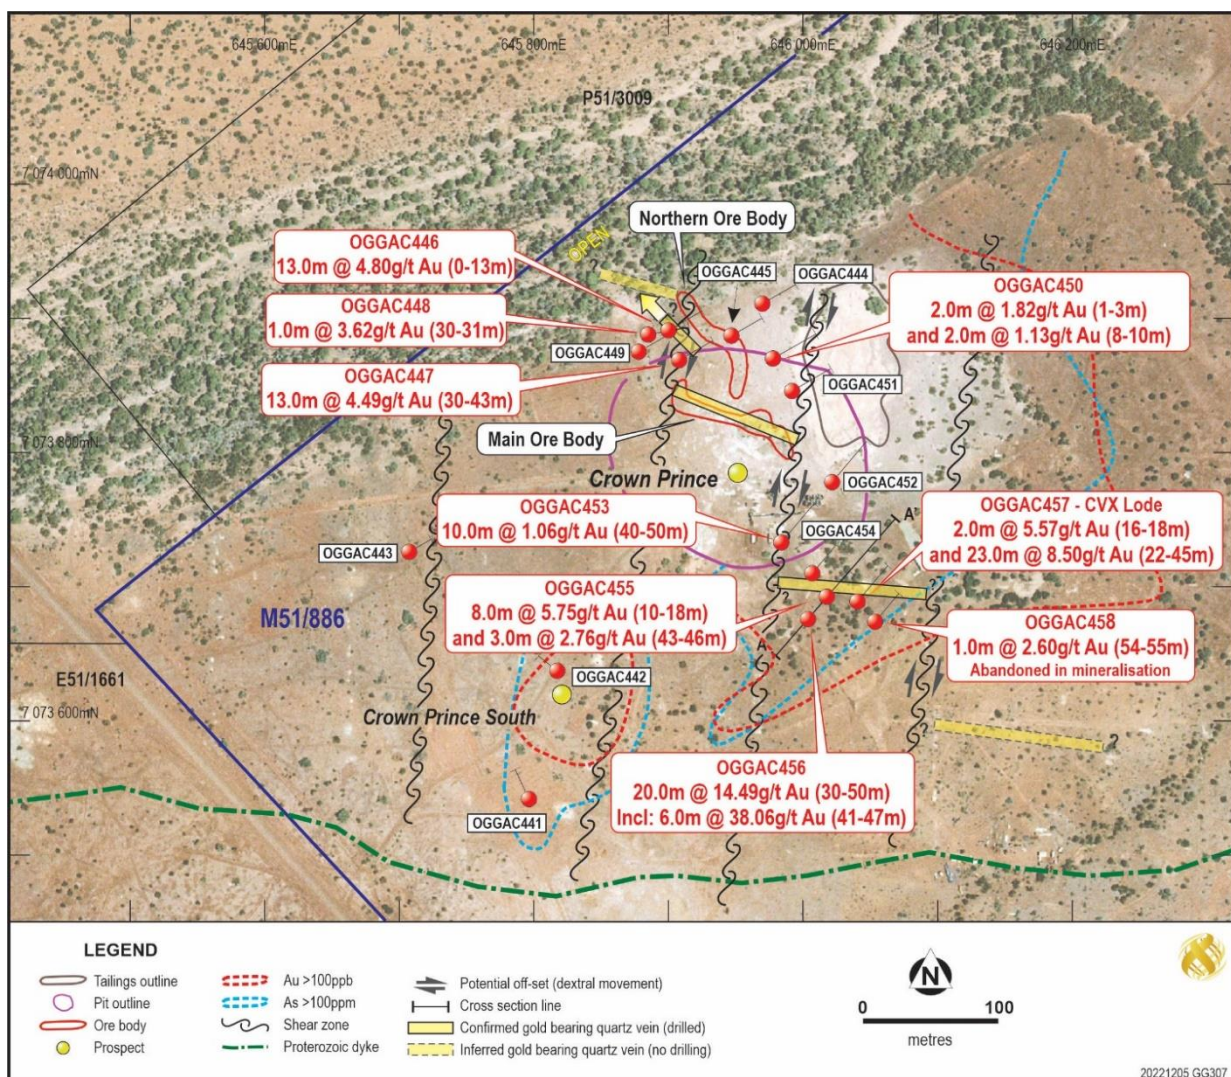 645 600mE
645 800mE
646 000mE
646 200mE
P51/3009
7 074 000mN
Northern Ore Body
OPEN
OGGAC446
13.0m @ 4.80g/t Au (0-13m)
OGGAC445
OGGAC444
OGGAC450
2.0m @ 1.82g/t Au (1-3m)
and 2.0m @ 1.13g/t Au (8-10m)
?
OGGAC448
1.0m @ 3.62g/t Au (30-31m)
OGGAC449
OGGAC447
13.0m @ 4.49g/t Au (30-43m)
OGGAC451
7 073 800mN
Main Ore Body
Crown Prince
OGGAC452
OGGAC453
10.0m @ 1.06g/t Au (40-50m)
OGGAC454
A'
OGGAC457 - CVX Lode
2.0m @ 5.57g/t Au (16-18m)
and 23.0m @ 8.50g/t Au (22-45m)
OGGAC443
OGGAC455
8.0m @ 5.75g/t Au (10-18m)
and 3.0m @ 2.76g/t Au (43-46m)
?
?
M51/886
OGGAC458
1.0m @ 2.60g/t Au (54-55m)
Abandoned in mineralisation
A
E51/1661
OGGAC442
7 073 600mN
Crown Prince South
?
?
OGGAC456
20.0m @ 14.49g/t Au (30-50m)
Incl: 6.0m @ 38.06g/t Au (41-47m)
OGGAC441
LEGEND
Tailings outline
Pit outline
Ore body
Prospect
Au >100ppb
As >100ppm
Shear zone
Proterozoic dyke
Potential off-set (dextral movement)
Cross section line
Confirmed gold bearing quartz vein (drilled)
Inferred gold bearing quartz vein (no drilling)
N
0 100
metres
20221205 GG307